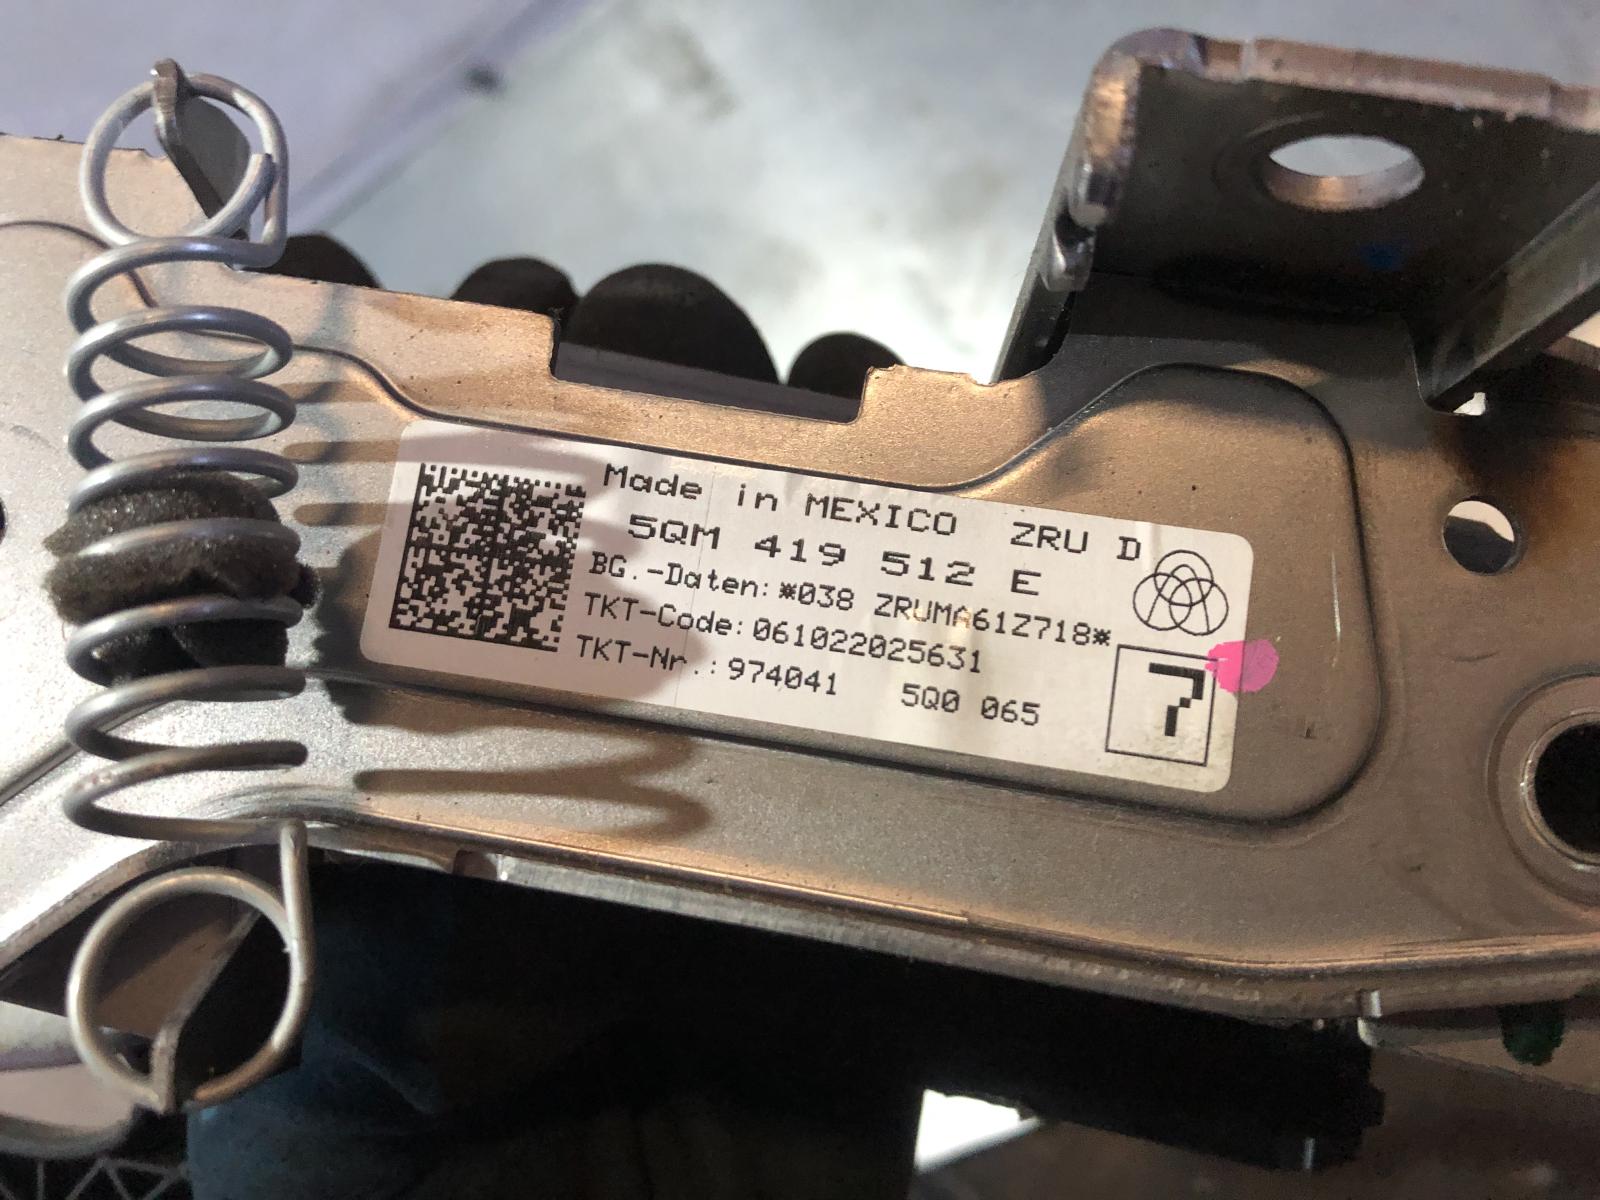 Made in MEXICO ZRU D
5QM 419 512 E
BG.-Daten:*038 ZRUMA61Z718*
TKT-Code:061022025631
TKT-Nr.:974041 5Q0 065
7